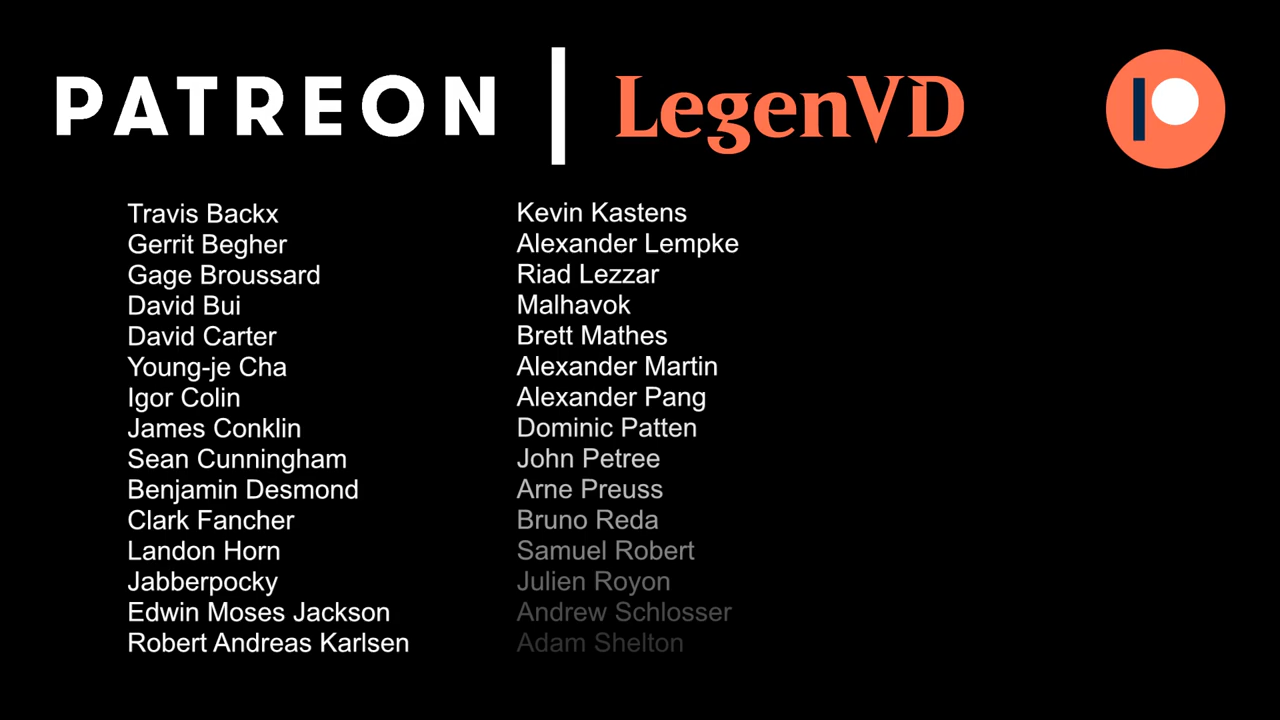 PATREON | LegenVD
Travis Backx
Gerrit Begher
Gage Broussard
David Bui
David Carter
Young-je Cha
Igor Colin
James Conklin
Sean Cunningham
Benjamin Desmond
Clark Fancher
Landon Horn
Jabberpocky
Edwin Moses Jackson
Robert Andreas Karlsen
Kevin Kastens
Alexander Lempke
Riad Lezzar
Malhavok
Brett Mathes
Alexander Martin
Alexander Pang
Dominic Patten
John Petree
Arne Preuss
Bruno Reda
Samuel Robert
Julien Royon
Andrew Schlosser
Adam Shelton